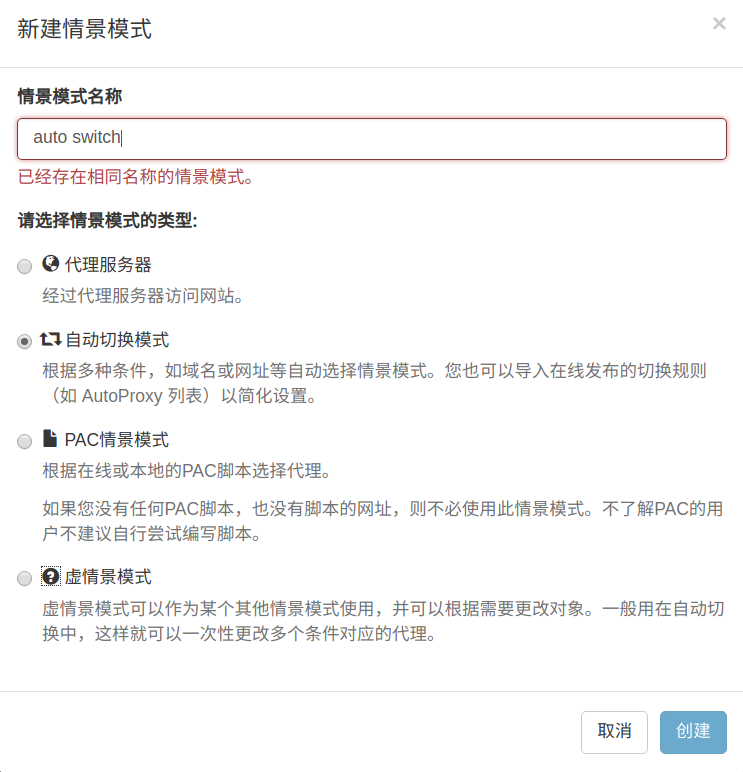 新建情景模式
×
情景模式名称
auto switch
已经存在相同名称的情景模式。
请选择情景模式的类型:
代理服务器
经过代理服务器访问网站。
自动切换模式
根据多种条件，如域名或网址等自动选择情景模式。您也可以导入在线发布的切换规则
（如 AutoProxy 列表）以简化设置。
PAC情景模式
根据在线或本地的PAC脚本选择代理。
如果您没有任何PAC脚本，也没有脚本的网址，则不必使用此情景模式。不了解PAC的用
户不建议自行尝试编写脚本。
虚情景模式
虚情景模式可以作为某个其他情景模式使用，并可以根据需要更改对象。一般用在自动切
换中，这样就可以一次性更改多个条件对应的代理。
取消
创建